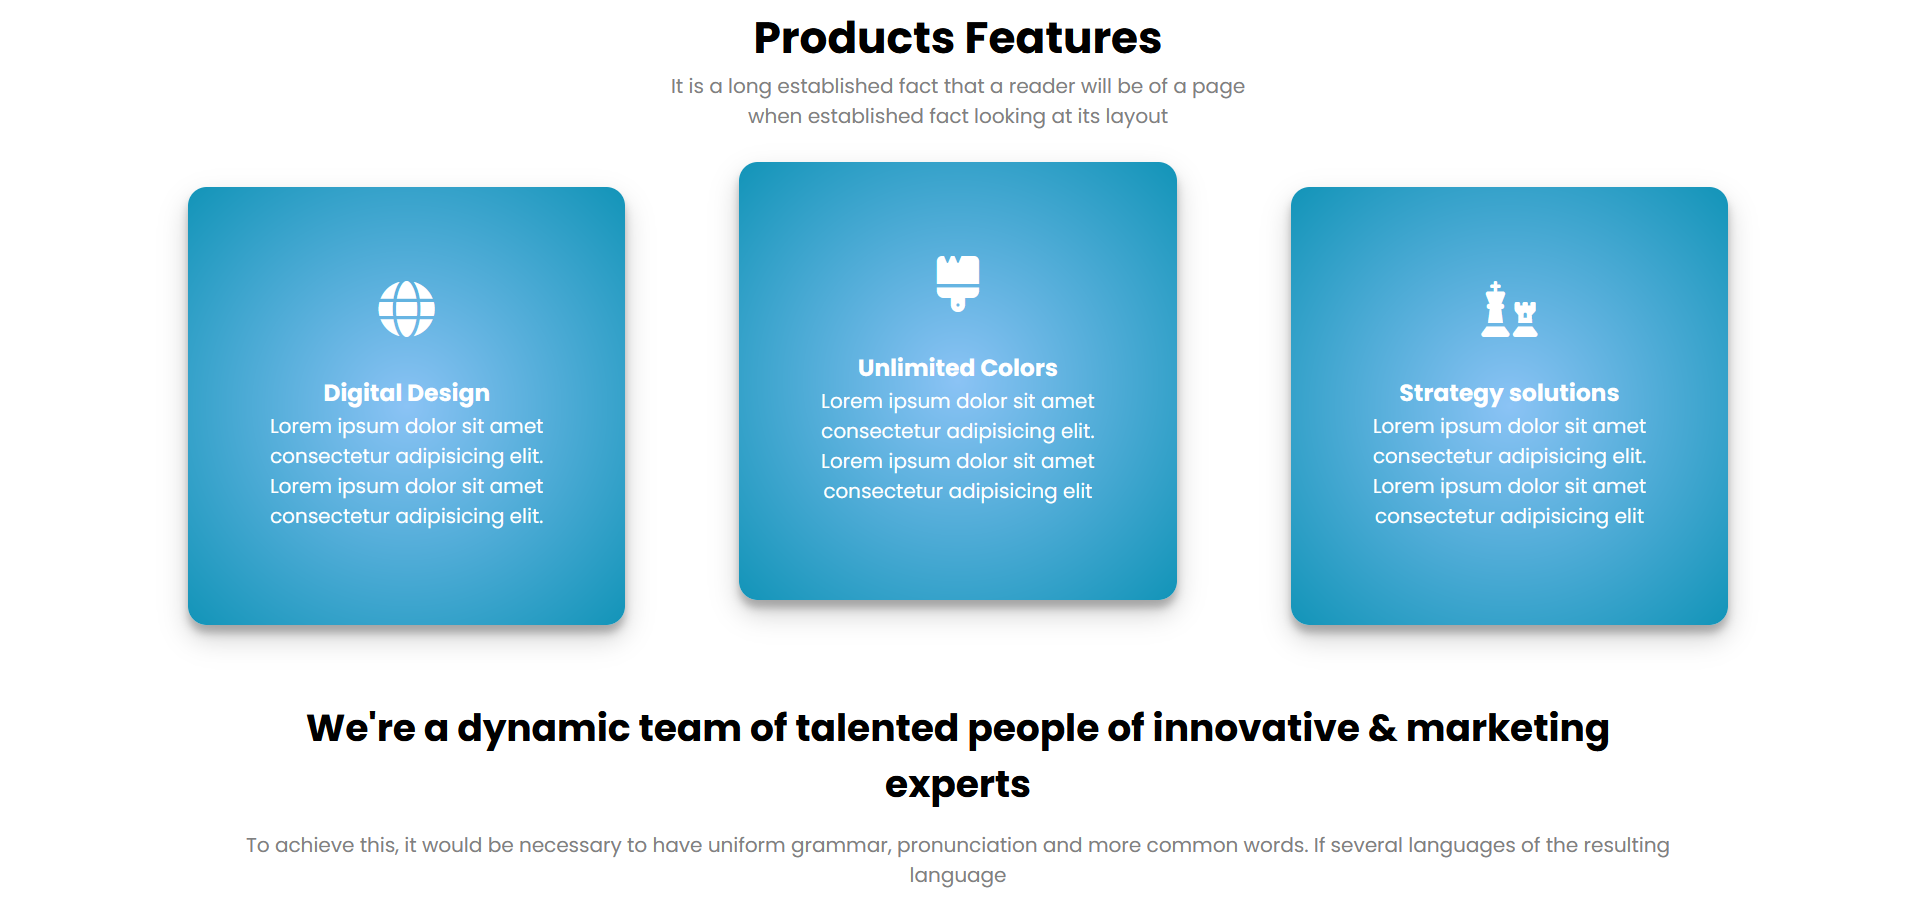 Products Features
It is a long established fact that a reader will be of a page
when established fact looking at its layout
Digital Design
Lorem ipsum dolor sit amet
consectetur adipisicing elit.
Lorem ipsum dolor sit amet
consectetur adipisicing elit.
Unlimited Colors
Lorem ipsum dolor sit amet
consectetur adipisicing elit.
Lorem ipsum dolor sit amet
consectetur adipisicing elit
Strategy solutions
Lorem ipsum dolor sit amet
consectetur adipisicing elit.
Lorem ipsum dolor sit amet
consectetur adipisicing elit
We're a dynamic team of talented people of innovative & marketing
experts
To achieve this, it would be necessary to have uniform grammar, pronunciation and more common words. If several languages of the resulting
language